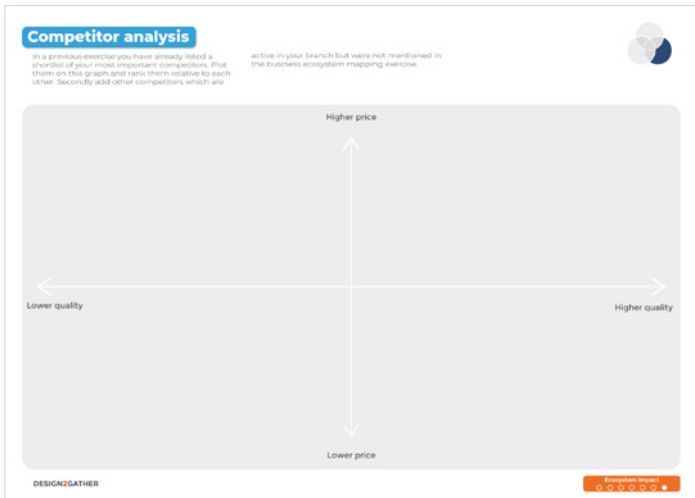 Competitor analysis
In a previous exercise you have already listed a
shortlist of your most important competitors. Plot
them on this graph and rank them relative to each
other. Secondly add other competitors which are
active in your branch but were not mentioned in
the business ecosystem mapping exercise.
Higher price
Lower quality
Higher quality
Lower price
DESIGN2GATHER
Ecosystem Impact